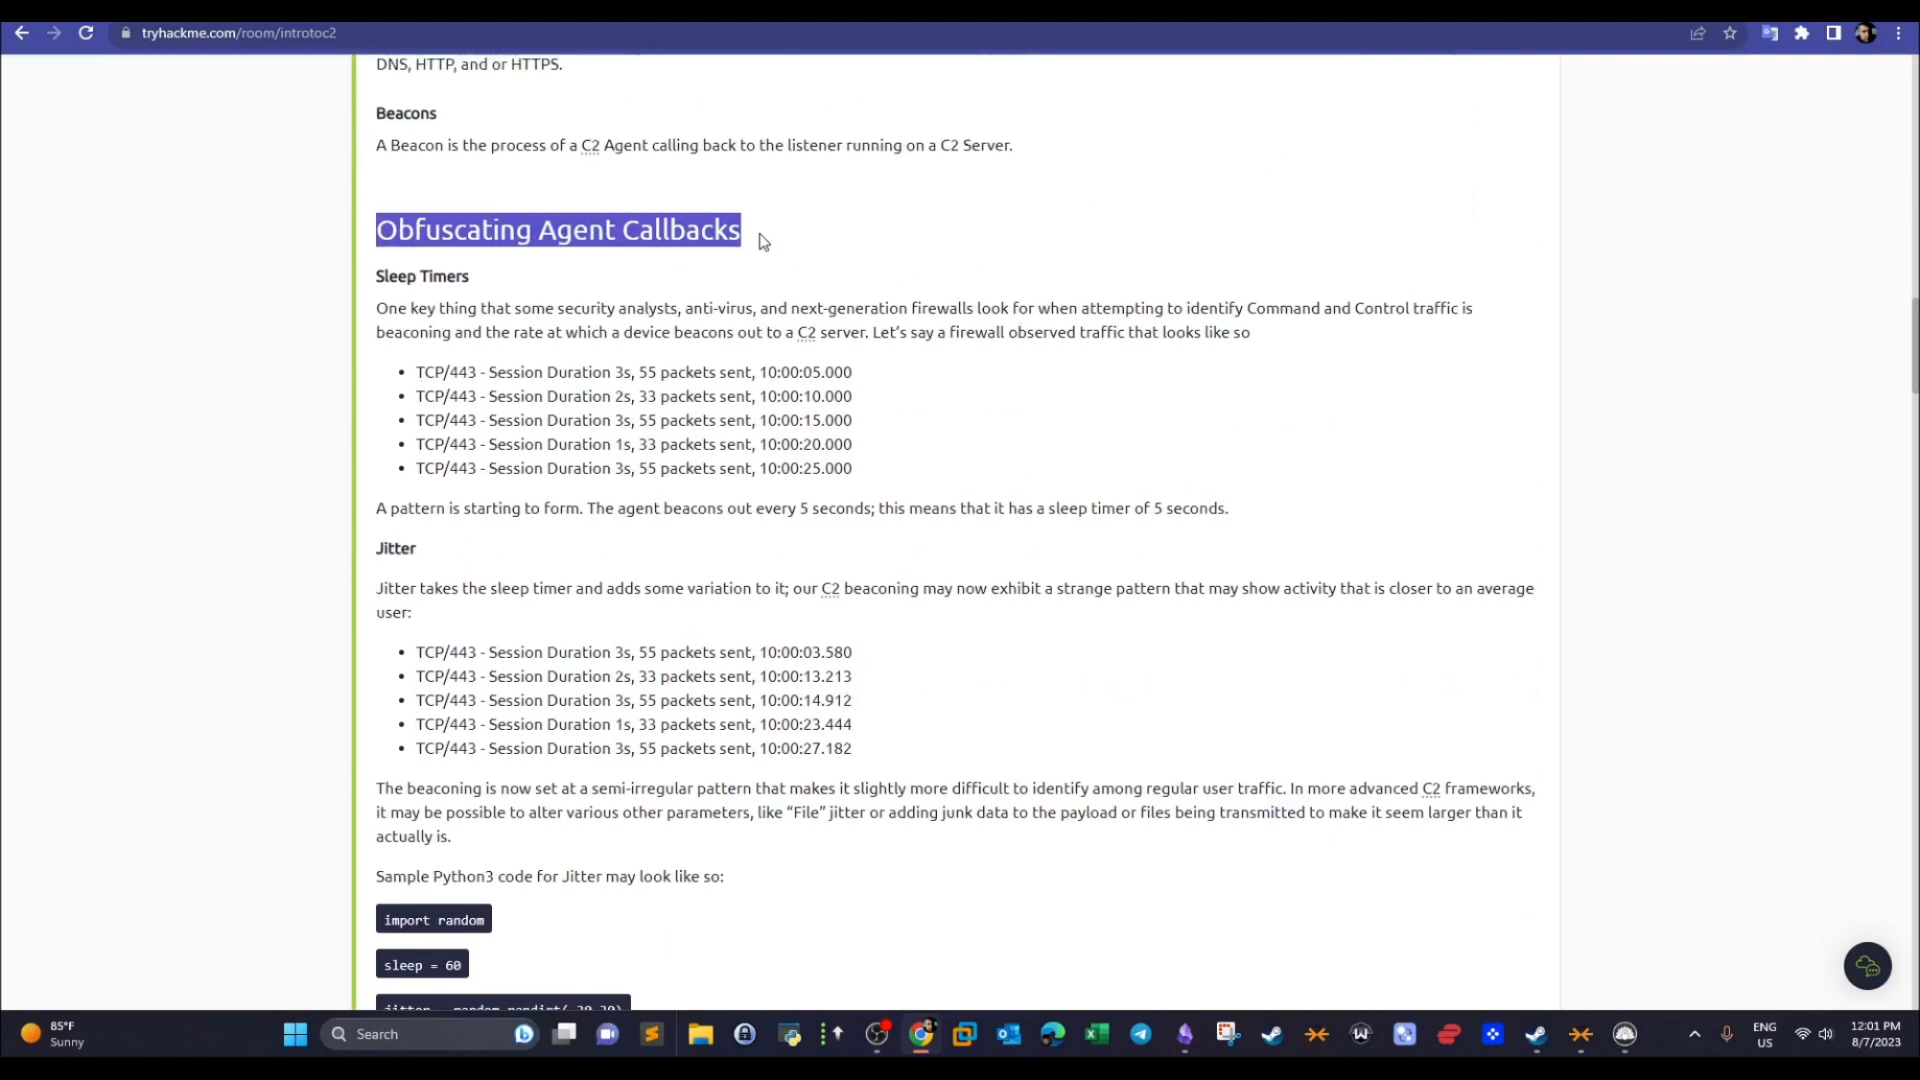 tryhackme.com/room/introtoc2
DNS, HTTP, and or HTTPS.
Beacons
A Beacon is the process of a C2 Agent calling back to the listener running on a C2 Server.
Obfuscating Agent Callbacks
Sleep Timers
One key thing that some security analysts, anti-virus, and next-generation firewalls look for when attempting to identify Command and Control traffic is
beaconing and the rate at which a device beacons out to a C2 server. Let's say a firewall observed traffic that looks like so
• TCP/443 - Session Duration 3s, 55 packets sent, 10:00:05.000
• TCP/443 - Session Duration 2s, 33 packets sent, 10:00:10.000
• TCP/443 - Session Duration 3s, 55 packets sent, 10:00:15.000
• TCP/443 - Session Duration 1s, 33 packets sent, 10:00:20.000
• TCP/443 - Session Duration 3s, 55 packets sent, 10:00:25.000
A pattern is starting to form. The agent beacons out every 5 seconds; this means that it has a sleep timer of 5 seconds.
Jitter
Jitter takes the sleep timer and adds some variation to it; our C2 beaconing may now exhibit a strange pattern that may show activity that is closer to an average
user:
• TCP/443 - Session Duration 3s, 55 packets sent, 10:00:03.580
• TCP/443 - Session Duration 2s, 33 packets sent, 10:00:13.213
• TCP/443 - Session Duration 3s, 55 packets sent, 10:00:14.912
• TCP/443 - Session Duration 1s, 33 packets sent, 10:00:23.444
• TCP/443 - Session Duration 3s, 55 packets sent, 10:00:27.182
The beaconing is now set at a semi-irregular pattern that makes it slightly more difficult to identify among regular user traffic. In more advanced C2 frameworks,
it may be possible to alter various other parameters, like “File” jitter or adding junk data to the payload or files being transmitted to make it seem larger than it
actually is.
Sample Python3 code for Jitter may look like so:
import random
sleep = 60
85°F
Sunny
Search
ENG
US
12:01 PM
8/7/2023